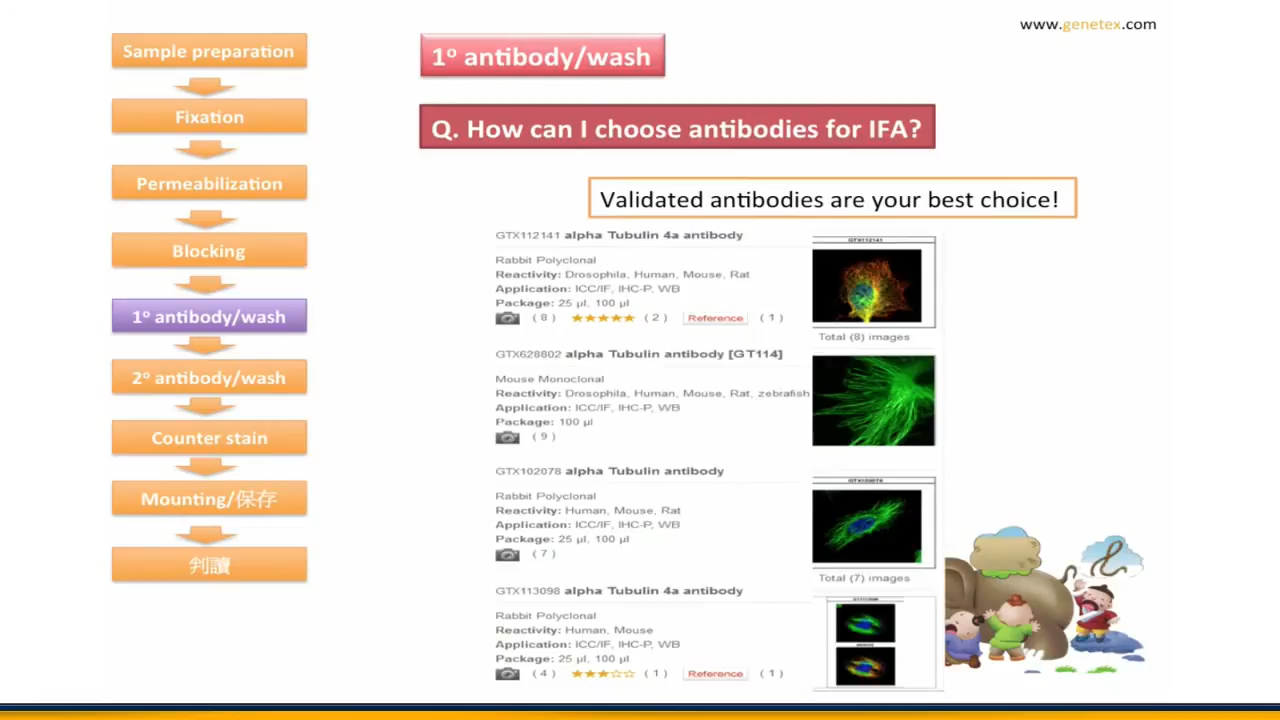 www.genetex.com
Sample preparation
Fixation
Permeabilization
Blocking
1º antibody/wash
2º antibody/wash
Counter stain
Mounting/保存
判讀
1º antibody/wash
Q. How can I choose antibodies for IFA?
Validated antibodies are your best choice!
GTX112141 alpha Tubulin 4a antibody
Rabbit Polyclonal
Reactivity: Drosophila, Human, Mouse, Rat
Application: ICC/IF, IHC-P, WB
Package: 25 µl, 100 µl
(8) ★★★★★ (2) Reference (1)
GTX112141
Total (8) images
GTX628802 alpha Tubulin antibody [GT114]
Mouse Monoclonal
Reactivity: Drosophila, Human, Mouse, Rat, zebrafish
Application: ICC/IF, IHC-P, WB
Package: 100 µl
(9)
GTX102078 alpha Tubulin antibody
Rabbit Polyclonal
Reactivity: Human, Mouse, Rat
Application: ICC/IF, IHC-P, WB
Package: 25 µl, 100 µl
(7)
GTX102078
Total (7) images
GTX113098 alpha Tubulin 4a antibody
Rabbit Polyclonal
Reactivity: Human, Mouse
Application: ICC/IF, IHC-P, WB
Package: 25 µl, 100 µl
(4) ★★★☆☆ (1) Reference (1)